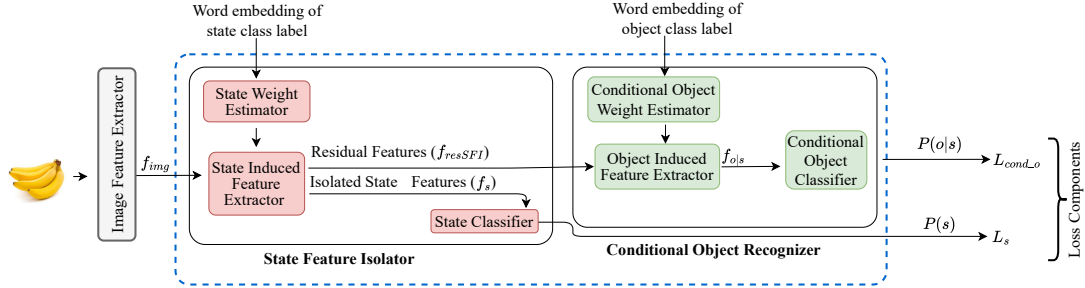 Word embedding of
state class label
Word embedding of
object class label
Image Feature Extractor
f_img
State Weight
Estimator
State Induced
Feature
Extractor
Residual Features (f_resSFI)
Isolated State Features (f_s)
State Classifier
State Feature Isolator
Conditional Object
Weight Estimator
Object Induced
Feature Extractor
f_o|s
Conditional
Object
Classifier
Conditional Object Recognizer
P(o|s)
L_cond_o
P(s)
L_s
Loss Components